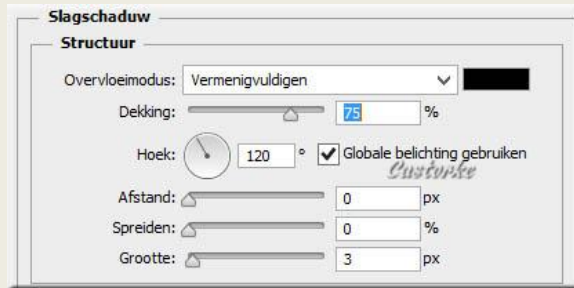 Slagschaduw
Structuur
Overvloeimodus: Vermenigvuldigen
Dekking: 75 %
Hoek: 120 ° Globale belichting gebruiken
Custorke
Afstand: 0 px
Spreiden: 0 %
Grootte: 3 px